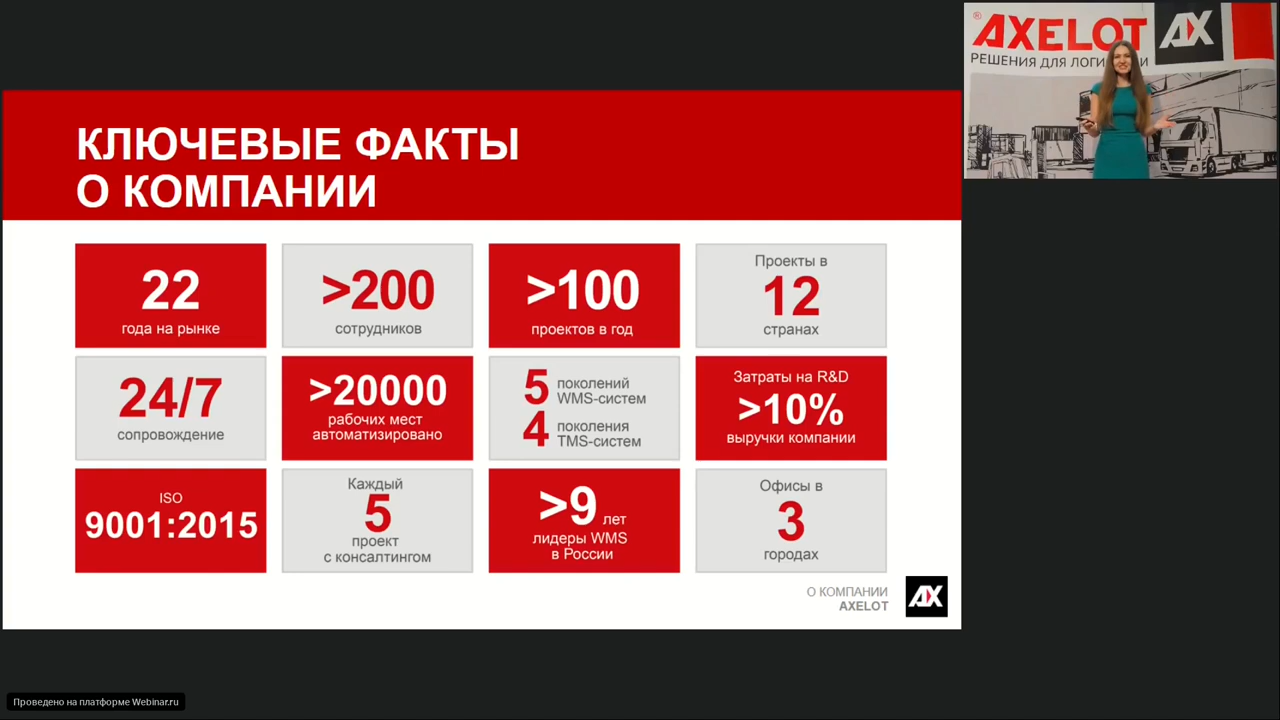 ® AXELOT AX
РЕШЕНИЯ ДЛЯ
КЛЮЧЕВЫЕ ФАКТЫ
О КОМПАНИИ
22
года на рынке
>200
сотрудников
>100
проектов в год
Проекты в
12
странах
24/7
сопровождение
>20000
рабочих мест
автоматизировано
5 поколений
WMS-систем
4 поколения
TMS-систем
Затраты на R&D
>10%
выручки компании
ISO
9001:2015
Каждый
5
проект
с консалтингом
>9 лет
лидеры WMS
в России
Офисы в
3
городах
О КОМПАНИИ
AXELOT
AX
Проведено на платформе Webinar.ru